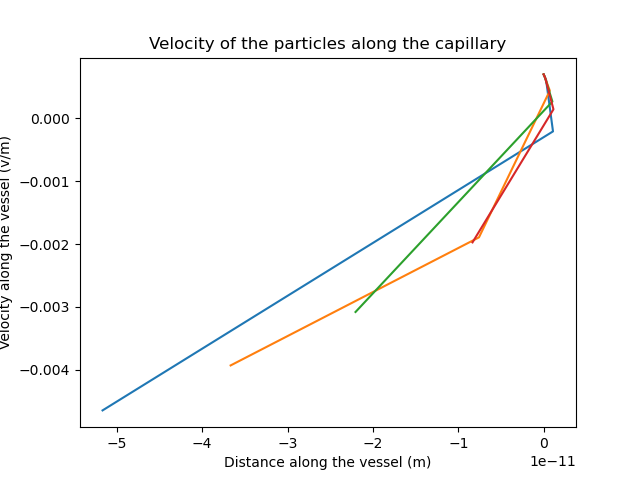 Velocity of the particles along the capillary
Velocity along the vessel (v/m)
0.000
−0.001
−0.002
−0.003
−0.004
−5
−4
−3
−2
−1
0
1e−11
Distance along the vessel (m)